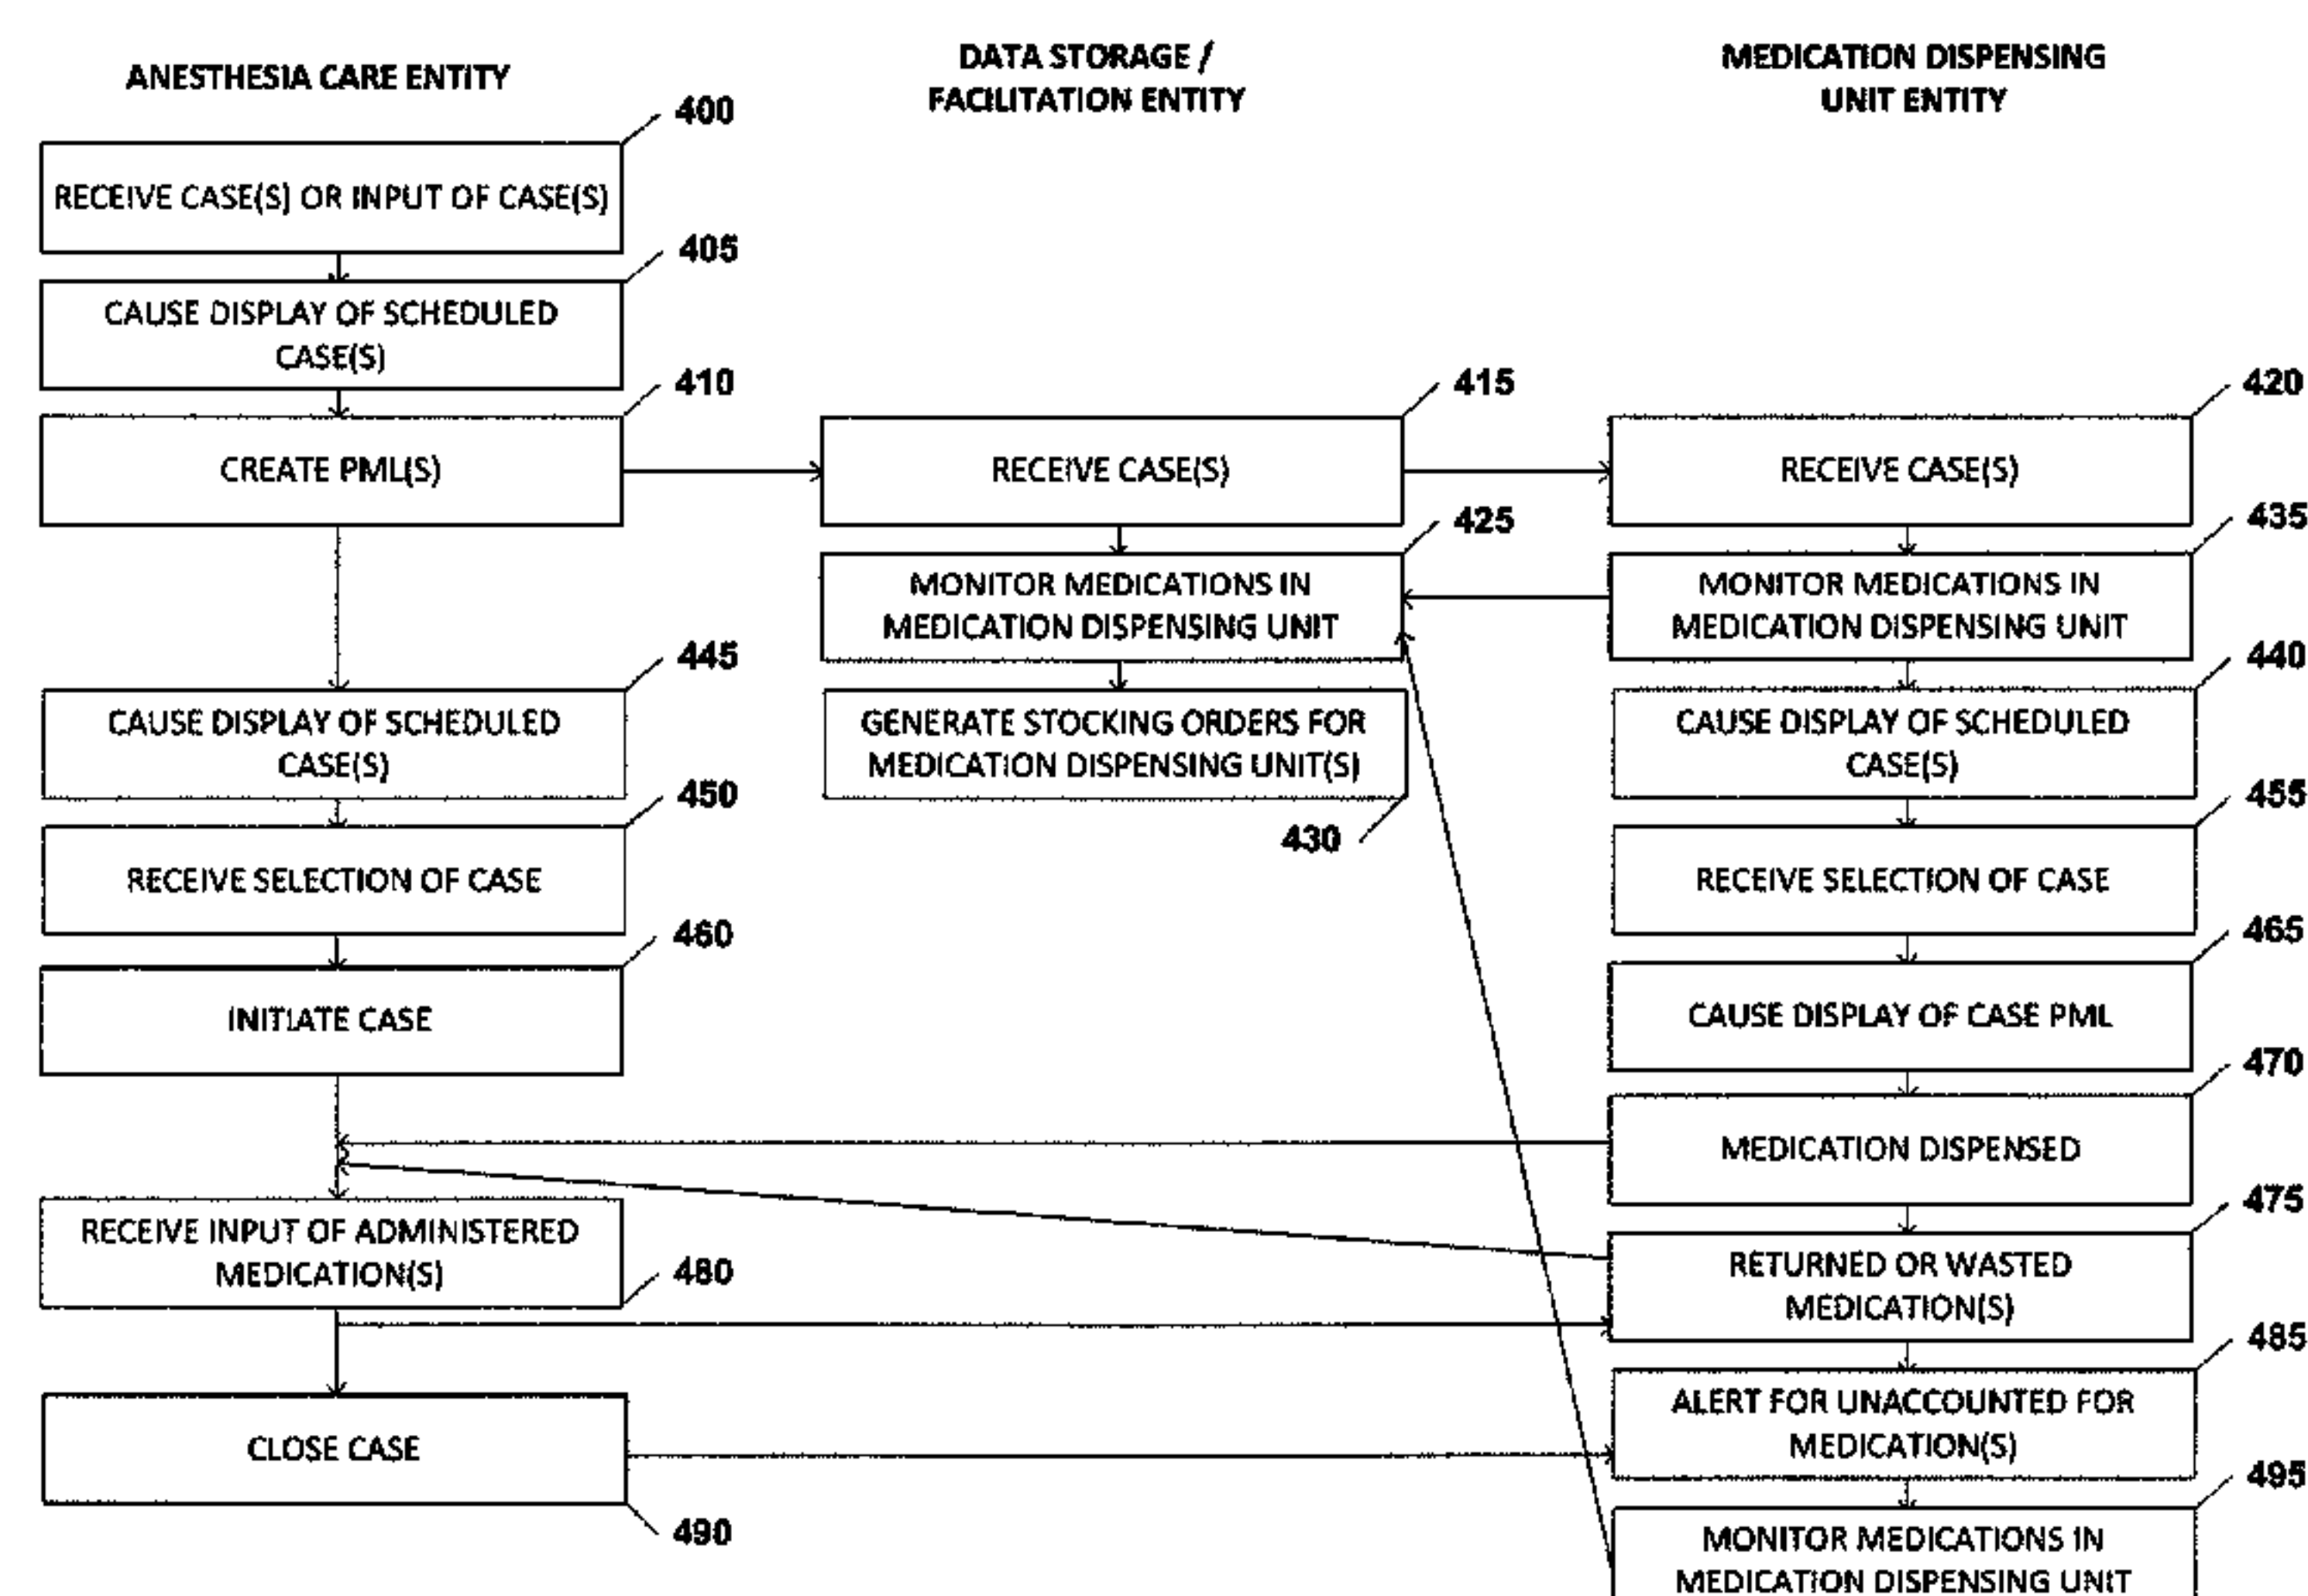 ANESTHESIA CARE ENTITY
DATA STORAGE /
FACILITATION ENTITY
MEDICATION DISPENSING
UNIT ENTITY
400
RECEIVE CASE(S) OR INPUT OF CASE(S)
405
CAUSE DISPLAY OF SCHEDULED
CASE(S)
410
CREATE PML(S)
415
RECEIVE CASE(S)
420
RECEIVE CASE(S)
425
MONITOR MEDICATIONS IN
MEDICATION DISPENSING UNIT
435
MONITOR MEDICATIONS IN
MEDICATION DISPENSING UNIT
445
CAUSE DISPLAY OF SCHEDULED
CASE(S)
GENERATE STOCKING ORDERS FOR
MEDICATION DISPENSING UNIT(S)
430
440
CAUSE DISPLAY OF SCHEDULED
CASE(S)
450
RECEIVE SELECTION OF CASE
455
RECEIVE SELECTION OF CASE
460
INITIATE CASE
465
CAUSE DISPLAY OF CASE PML
470
MEDICATION DISPENSED
475
RETURNED OR WASTED
MEDICATION(S)
RECEIVE INPUT OF ADMINISTERED
MEDICATION(S)
480
485
ALERT FOR UNACCOUNTED FOR
MEDICATION(S)
CLOSE CASE
490
495
MONITOR MEDICATIONS IN
MEDICATION DISPENSING UNIT